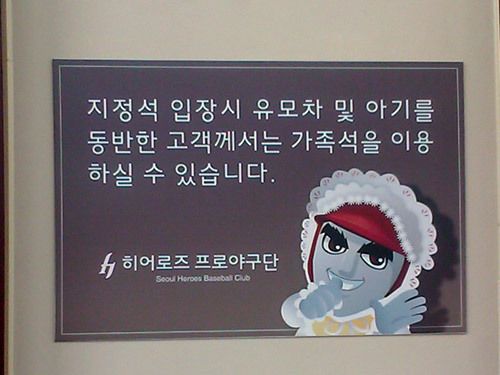 지정석 입장시 유모차 및 아기를
동반한 고객께서는 가족석을 이용
하실 수 있습니다.
히어로즈 프로야구단
Seoul Heroes Baseball Club